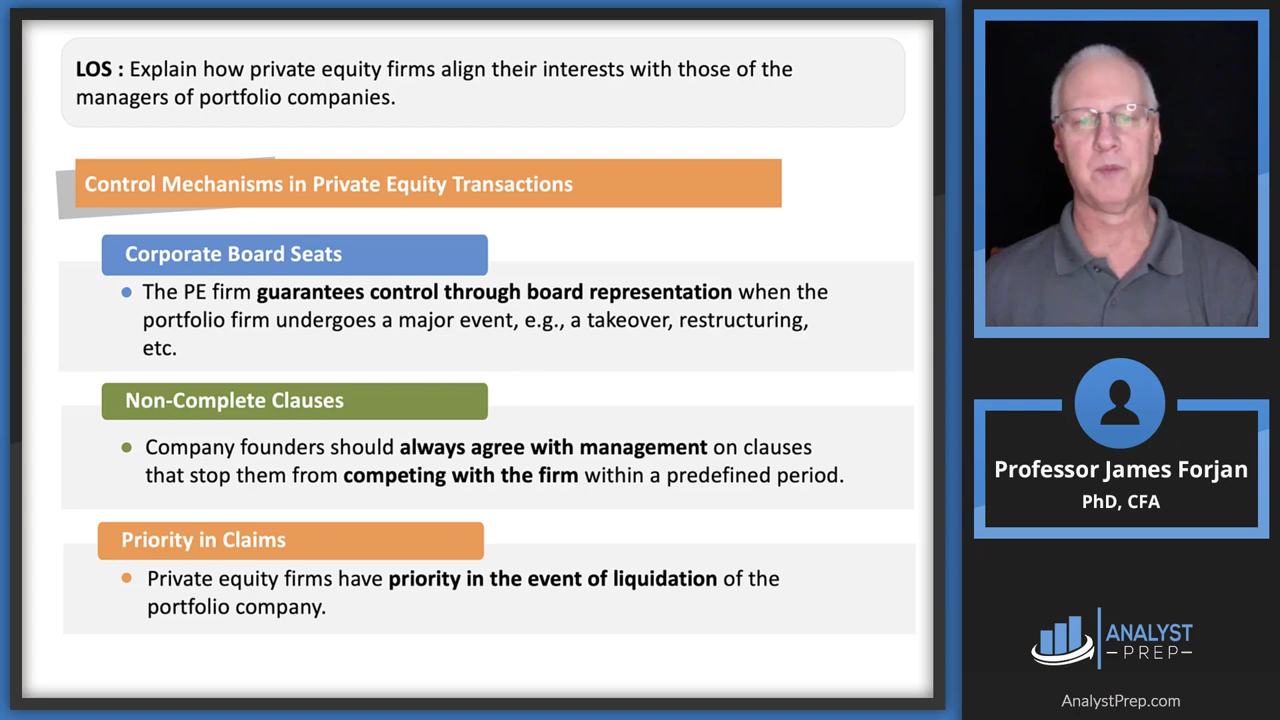 LOS : Explain how private equity firms align their interests with those of the
managers of portfolio companies.
Control Mechanisms in Private Equity Transactions
Corporate Board Seats
The PE firm guarantees control through board representation when the
portfolio firm undergoes a major event, e.g., a takeover, restructuring,
etc.
Non-Complete Clauses
Company founders should always agree with management on clauses
that stop them from competing with the firm within a predefined period.
Priority in Claims
Private equity firms have priority in the event of liquidation of the
portfolio company.
Professor James Forjan
PhD, CFA
ANALYST
PREP
AnalystPrep.com